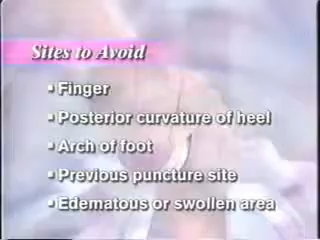 Sites to Avoid
▪ Finger
▪ Posterior curvature of heel
▪ Arch of foot
▪ Previous puncture site
▪ Edematous or swollen area